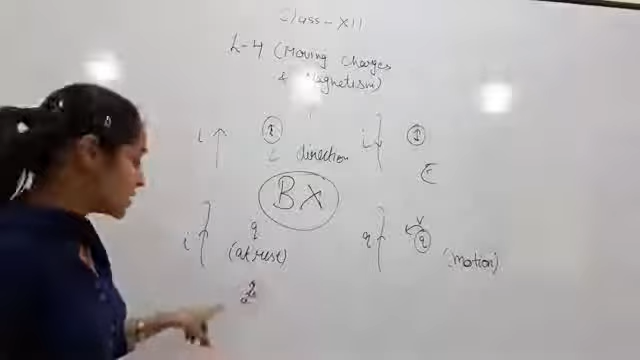 Class-XII
L-4 (Moving Charges
& Magnetism)
i
i
direction
BX
i
q
(at rest)
q
v
q
(motion)